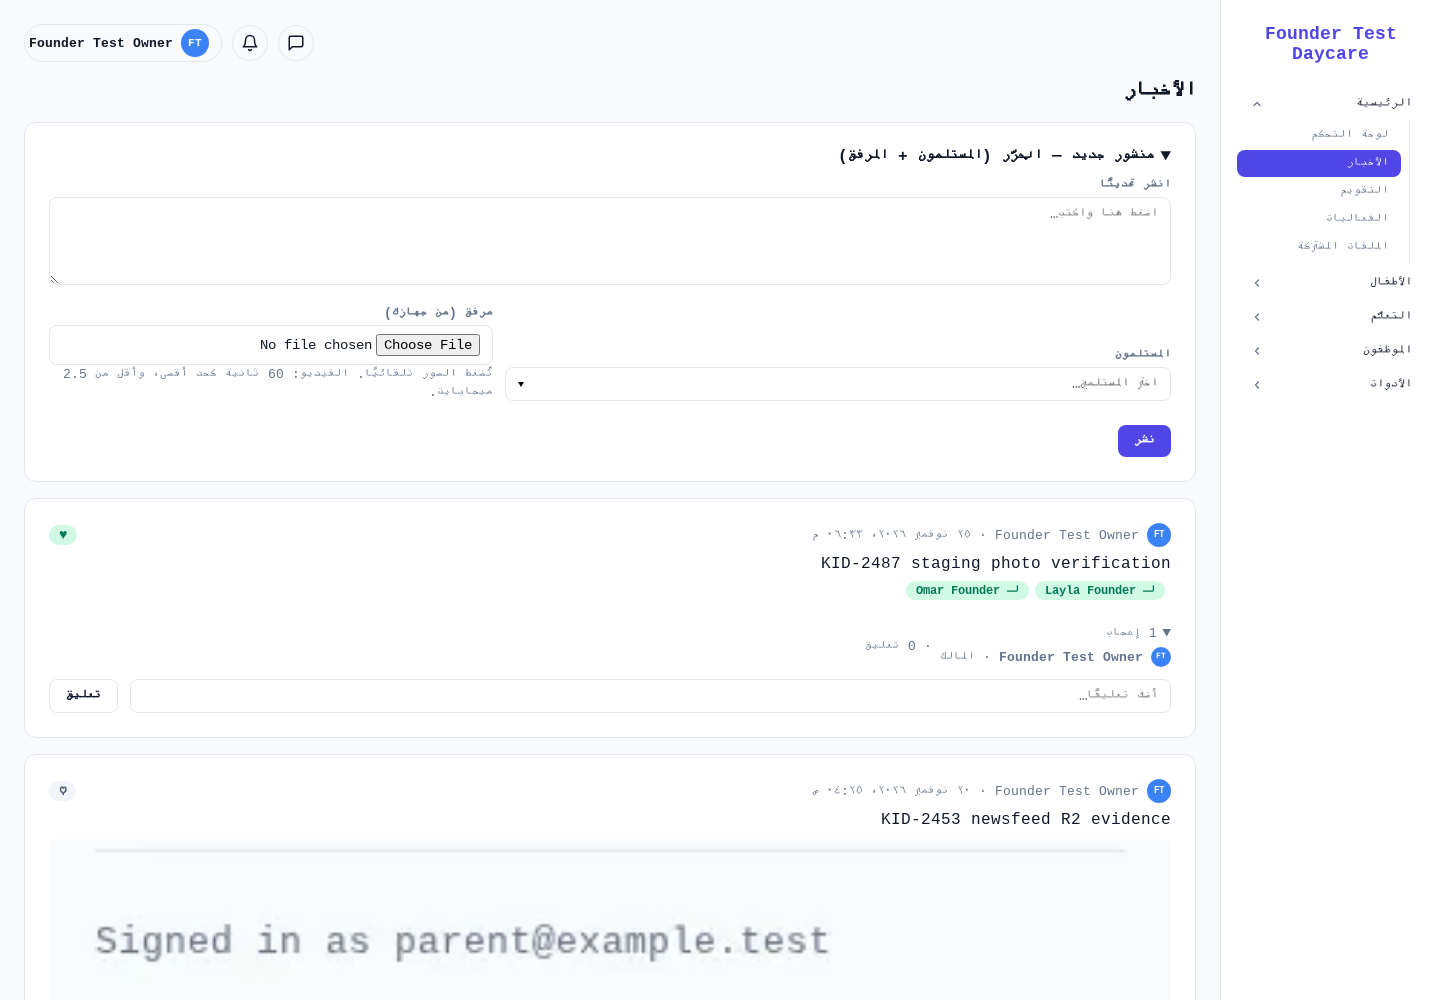 Founder Test Owner
FT
Founder Test
Daycare
الرئيسية
لوحة التحكم
الأخبار
التقويم
الفعاليات
الملفات المشتركة
الأطفال
التعلّم
الموظفون
الأدوات
الأخبار
منشور جديد — المحرّر (المستلمون + المرفق)
انشر تحديثًا
اضغط هنا واكتب…
المستلمون
اختر المستلمين…
مرفق (من جهازك)
Choose File No file chosen
تُضغط الصور تلقائيًا. الفيديو: 60 ثانية كحد أقصى، وأقل من 2.5
ميجابايت.
نشر
FT Founder Test Owner · ٢٥ نوفمبر ٢٠٢٦، ٠٦:٣٣ م
♥
KID-2487 staging photo verification
لـ Layla Founder
لـ Omar Founder
1 إعجاب
FT Founder Test Owner · المالك
· 0 تعليق
أضف تعليقًا…
تعليق
FT Founder Test Owner · ٢٠ نوفمبر ٢٠٢٦، ٠٤:٢٥ ص
KID-2453 newsfeed R2 evidence
Signed in as parent@example.test